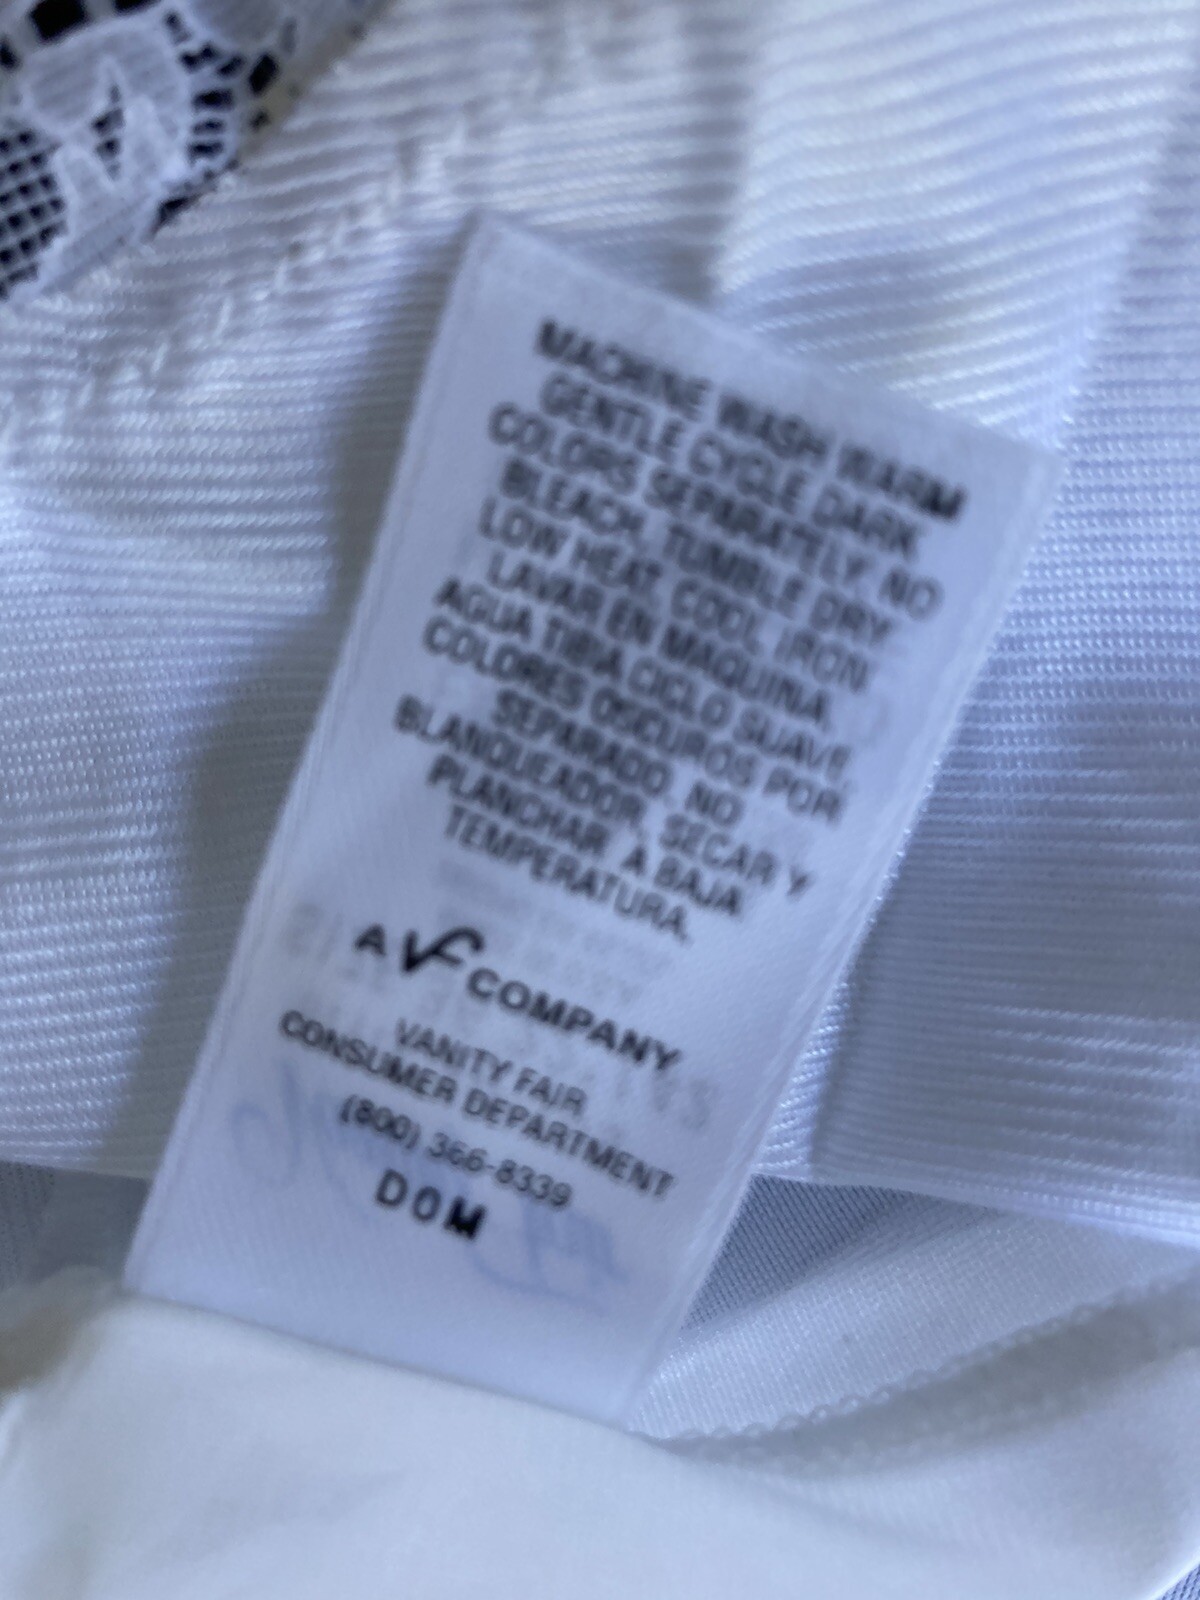 MACHINE WASH WARM
GENTLE CYCLE DARK
COLORS SEPARATELY. NO
BLEACH. TUMBLE DRY
LOW HEAT. COOL IRON.
LAVAR EN MAQUINA.
AGUA TIBIA CICLO SUAVE.
COLORES OSCUROS POR
SEPARADO. NO
BLANQUEADOR. SECAR Y
PLANCHAR A BAJA
TEMPERATURA.
A VF COMPANY
VANITY FAIR
CONSUMER DEPARTMENT
(800) 366-8339
DOM